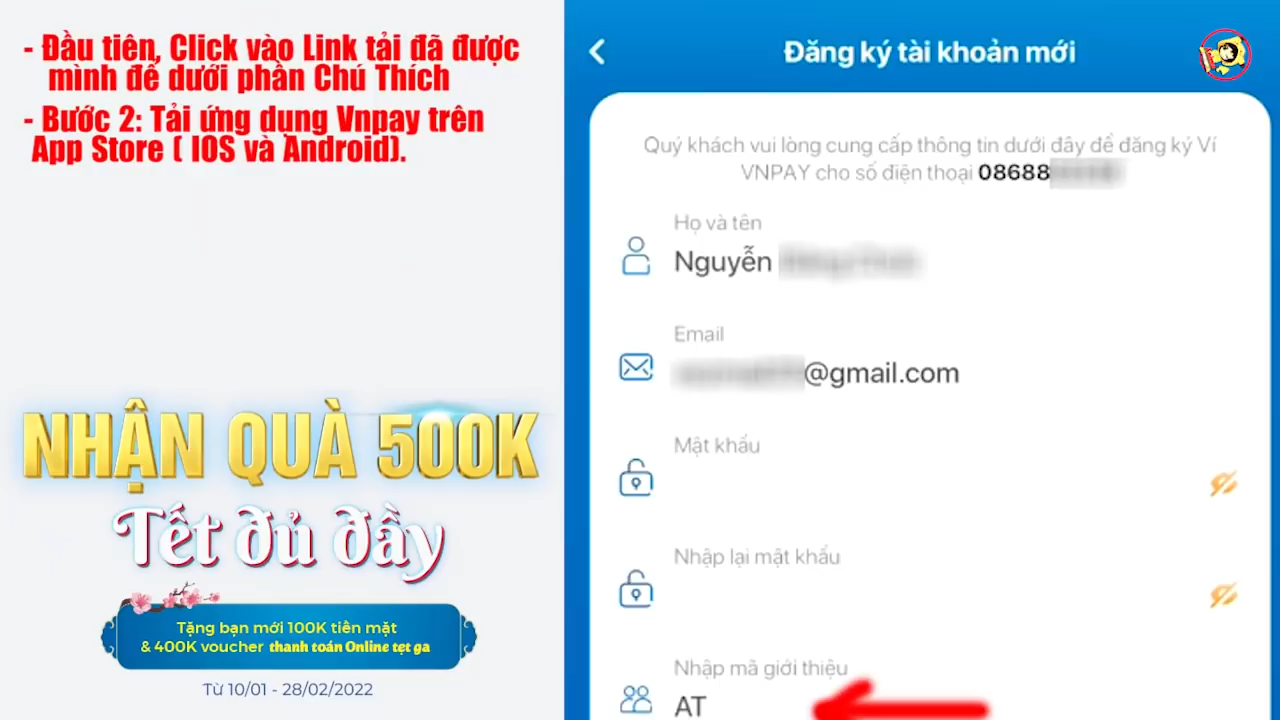 - Đầu tiên, Click vào Link tải đã được
mình để dưới phần Chú Thích
- Bước 2: Tải ứng dụng Vnpay trên
App Store ( IOS và Android).
NHẬN QUÀ 500K
Tết đủ đầy
Tặng bạn mới 100K tiền mặt
& 400K voucher thanh toán Online tẹt ga
Từ 10/01 - 28/02/2022
Đăng ký tài khoản mới
Quý khách vui lòng cung cấp thông tin dưới đây để đăng ký Ví
VNPAY cho số điện thoại 08688
Họ và tên
Nguyễn
Email
@gmail.com
Mật khẩu
Nhập lại mật khẩu
Nhập mã giới thiệu
AT